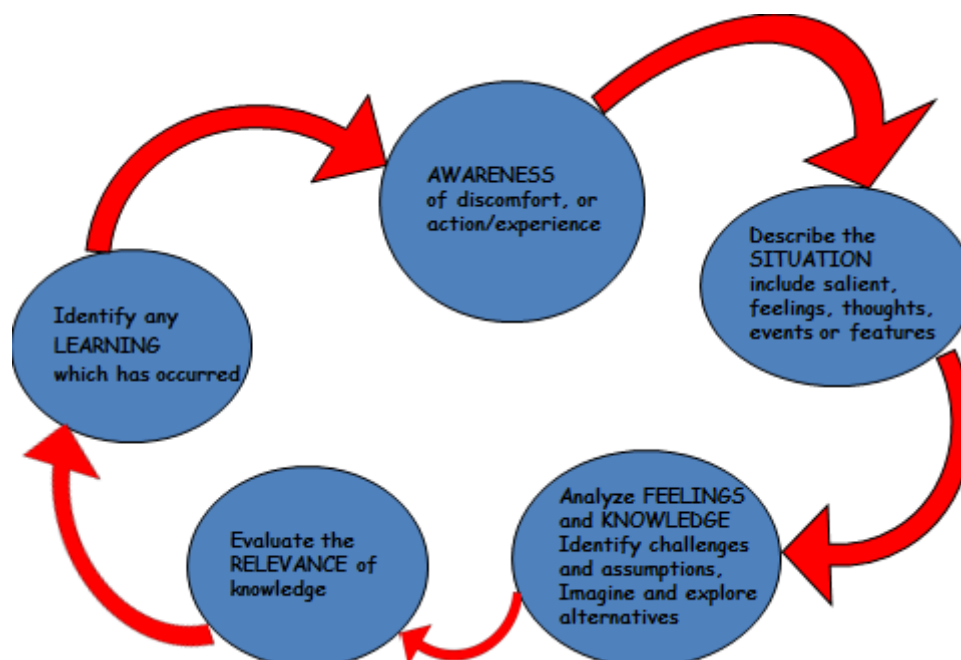 AWARENESS
of discomfort, or
action/experience
Describe the
SITUATION
include salient,
feelings, thoughts,
events or features
Analyze FEELINGS
and KNOWLEDGE
Identify challenges
and assumptions,
Imagine and explore
alternatives
Evaluate the
RELEVANCE of
knowledge
Identify any
LEARNING
which has occurred